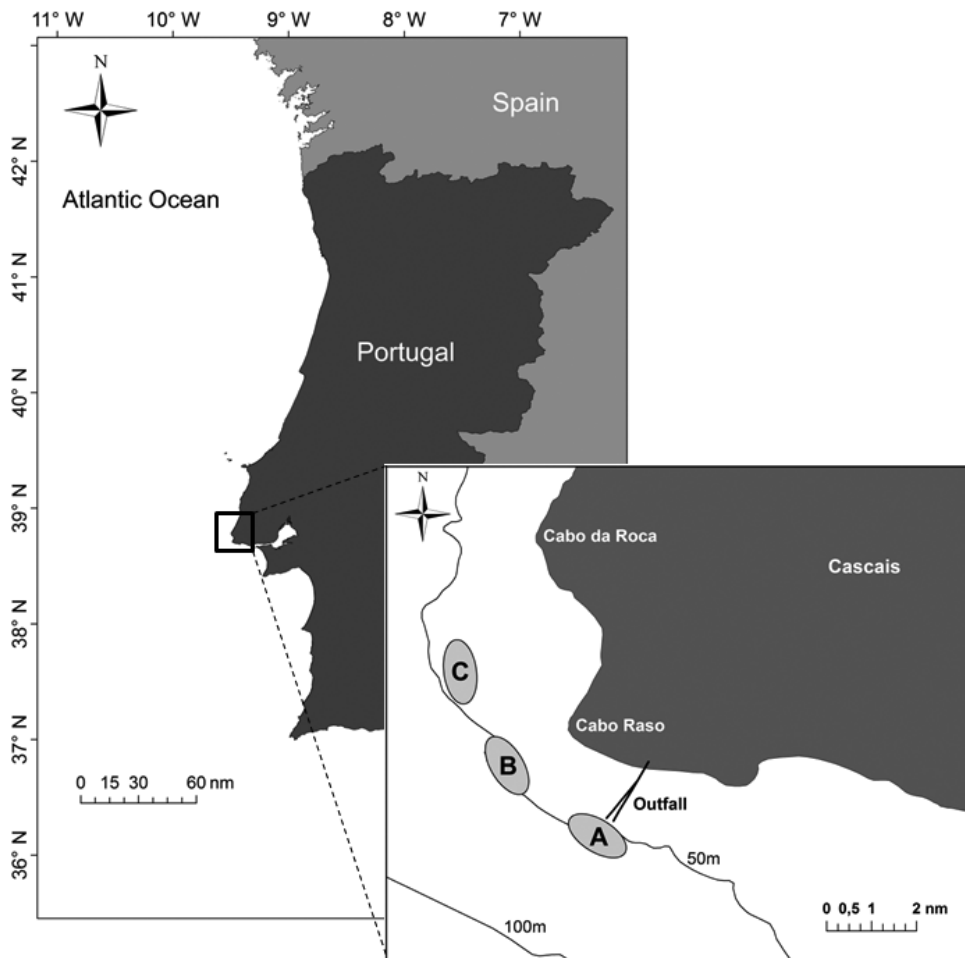 11° W 10° W 9° W 8° W 7° W
N
Spain
42° N
Atlantic Ocean
41° N
Portugal
40° N
39° N
38° N
37° N
36° N
0 15 30 60 nm
N
Cabo da Roca
Cascais
C
Cabo Raso
B
Outfall
A
50m
100m
0 0,5 1 2 nm